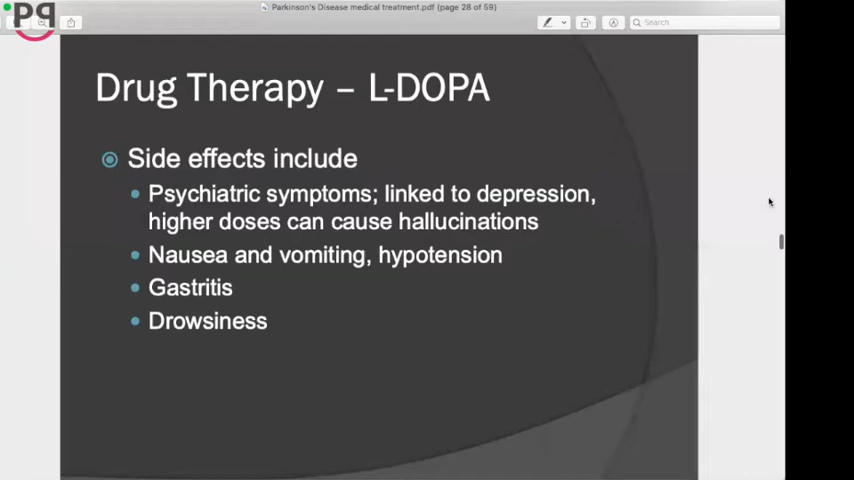 Parkinson's Disease medical treatment.pdf (page 28 of 59)
PQ
Search
Drug Therapy – L-DOPA
Side effects include
Psychiatric symptoms; linked to depression,
higher doses can cause hallucinations
Nausea and vomiting, hypotension
Gastritis
Drowsiness